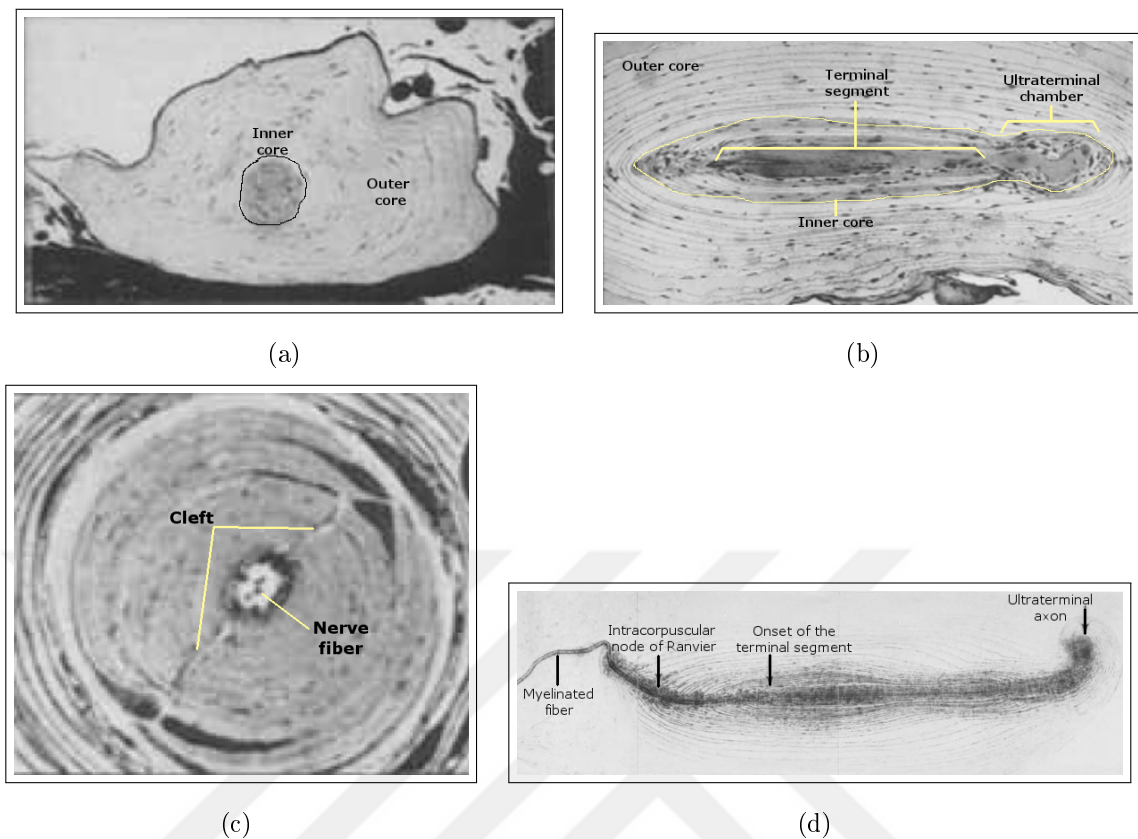 Inner
core
Outer
core
(a)
Outer core
Terminal
segment
Ultraterminal
chamber
Inner core
(b)
Cleft
Nerve
fiber
(c)
Intracorpuscular
node of Ranvier
Onset of the
terminal segment
Ultraterminal
axon
Myelinated
fiber
(d)